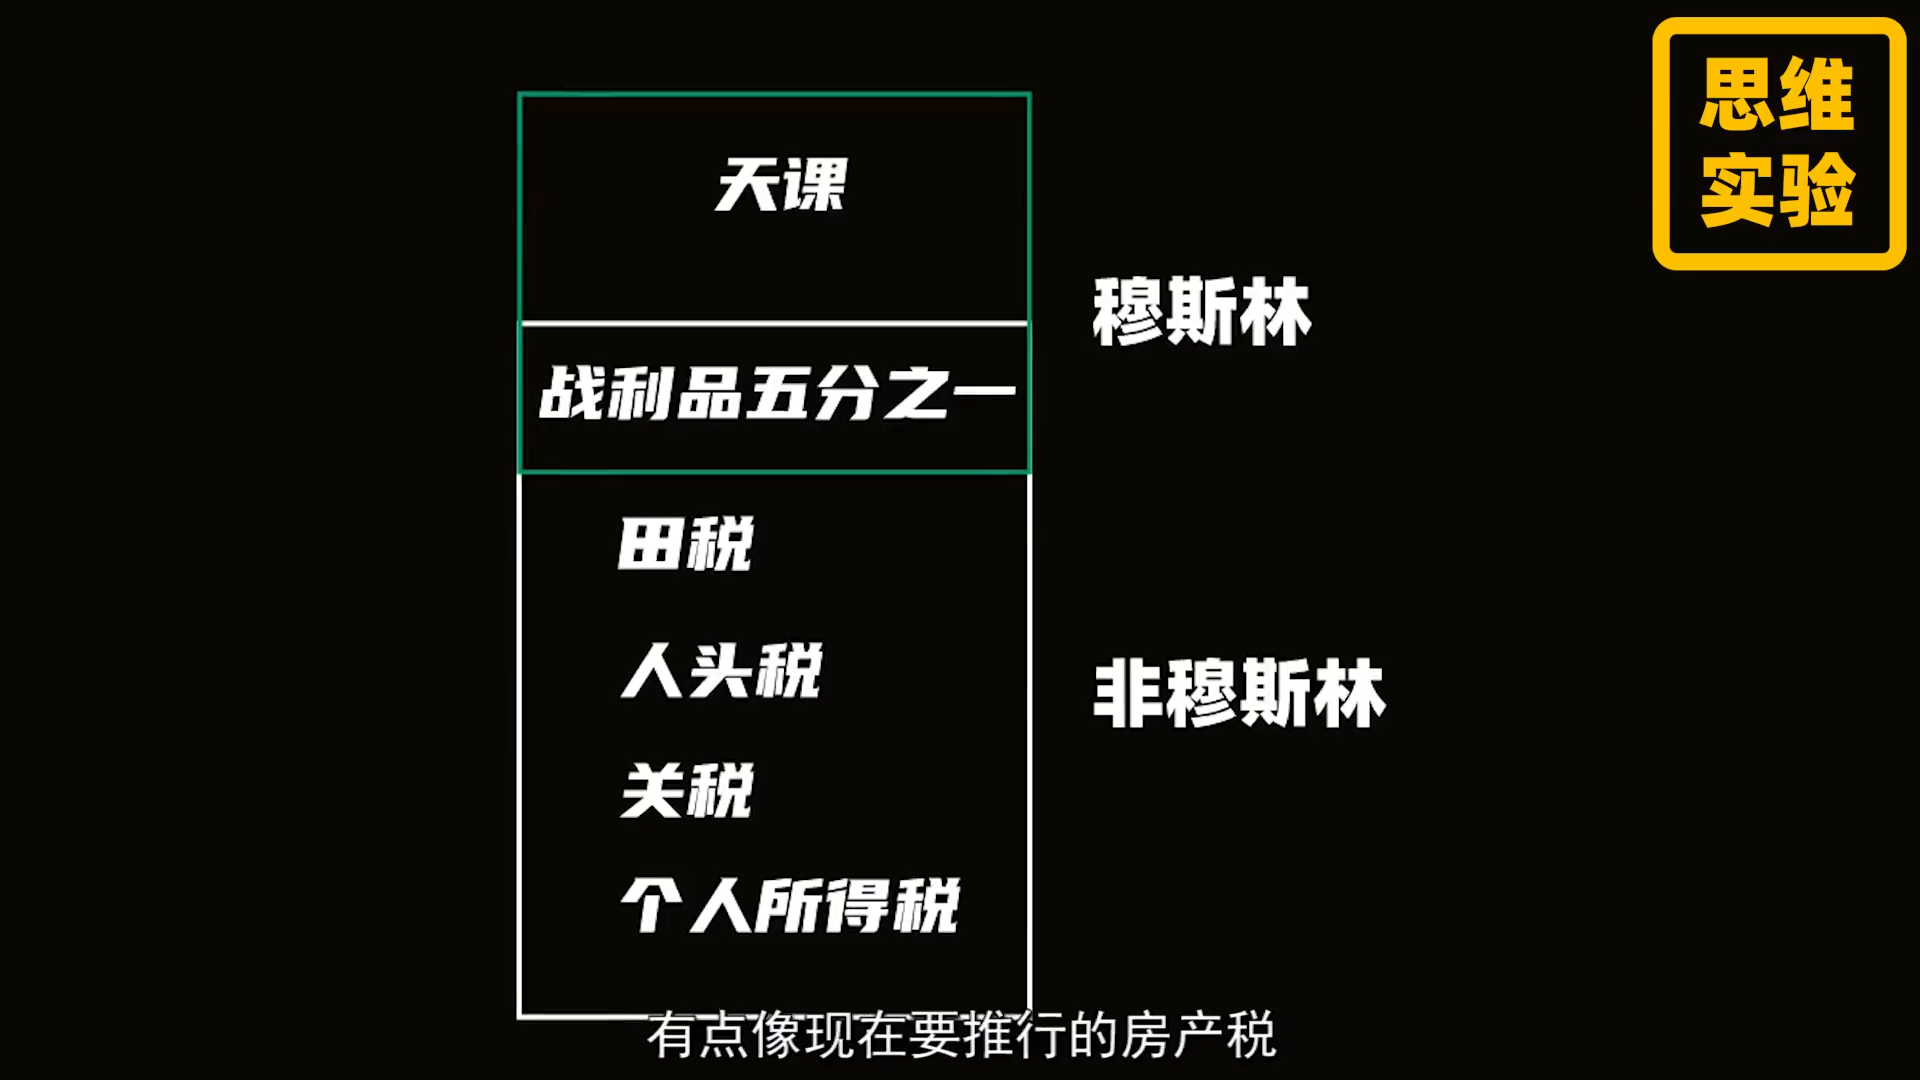 思维
实验
天课
穆斯林
战利品五分之一
田税
人头税
非穆斯林
关税
个人所得税
有点像现在要推行的房产税